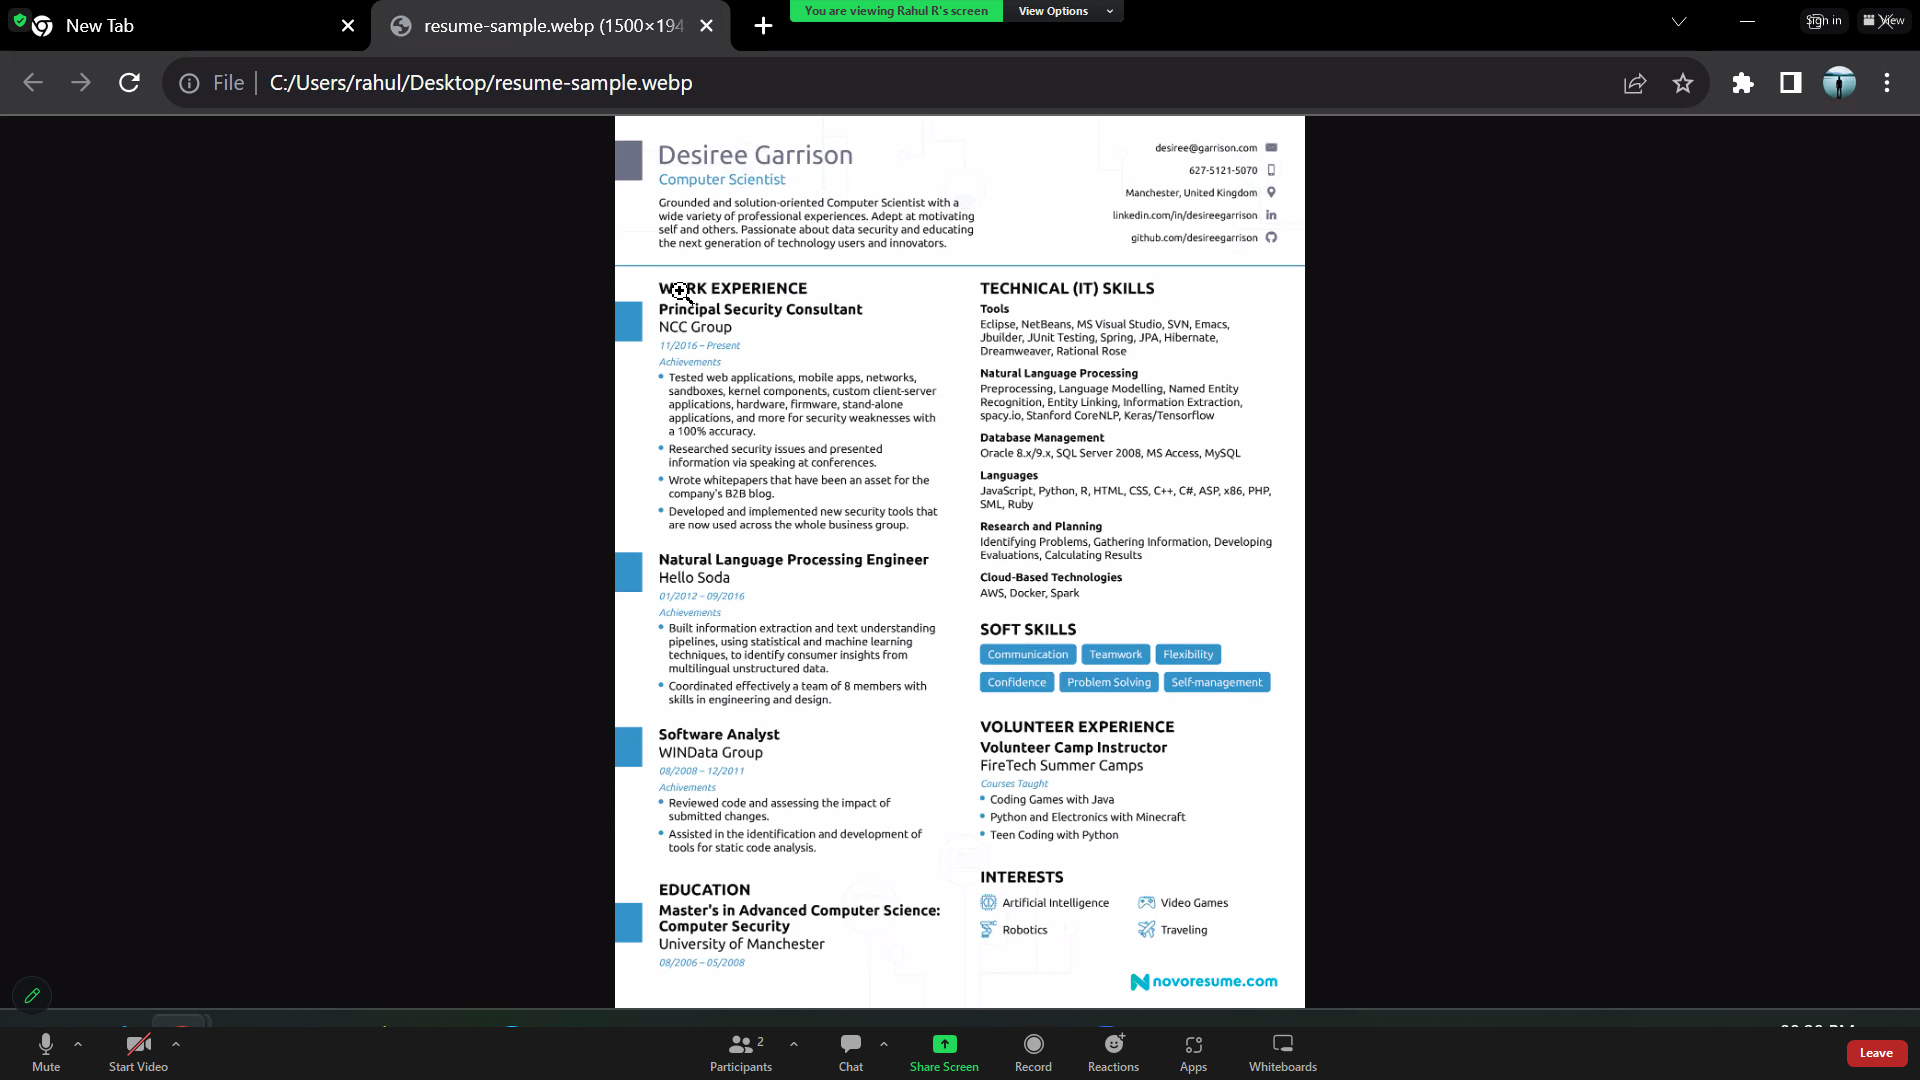 New Tab
resume-sample.webp (1500×194
You are viewing Rahul R's screen
View Options
Sign in
View
File
C:/Users/rahul/Desktop/resume-sample.webp
Desiree Garrison
Computer Scientist
Grounded and solution-oriented Computer Scientist with a
wide variety of professional experiences. Adept at motivating
self and others. Passionate about data security and educating
the next generation of technology users and innovators.
desiree@garrison.com
627-5121-5070
Manchester, United Kingdom
linkedin.com/in/desireegarrison
github.com/desireegarrison
WORK EXPERIENCE
Principal Security Consultant
NCC Group
11/2016 – Present
Achievements
Tested web applications, mobile apps, networks,
sandboxes, kernel components, custom client-server
applications, hardware, firmware, stand-alone
applications, and more for security weaknesses with
a 100% accuracy.
Researched security issues and presented
information via speaking at conferences.
Wrote whitepapers that have been an asset for the
company's B2B blog.
Developed and implemented new security tools that
are now used across the whole business group.
Natural Language Processing Engineer
Hello Soda
01/2012 – 09/2016
Achievements
Built information extraction and text understanding
pipelines, using statistical and machine learning
techniques, to identify consumer insights from
multilingual unstructured data.
Coordinated effectively a team of 8 members with
skills in engineering and design.
Software Analyst
WINData Group
08/2008 – 12/2011
Achivements
Reviewed code and assessing the impact of
submitted changes.
Assisted in the identification and development of
tools for static code analysis.
EDUCATION
Master's in Advanced Computer Science:
Computer Security
University of Manchester
08/2006 – 05/2008
TECHNICAL (IT) SKILLS
Tools
Eclipse, NetBeans, MS Visual Studio, SVN, Emacs,
Jbuilder, JUnit Testing, Spring, JPA, Hibernate,
Dreamweaver, Rational Rose
Natural Language Processing
Preprocessing, Language Modelling, Named Entity
Recognition, Entity Linking, Information Extraction,
spacy.io, Stanford CoreNLP, Keras/Tensorflow
Database Management
Oracle 8.x/9.x, SQL Server 2008, MS Access, MySQL
Languages
JavaScript, Python, R, HTML, CSS, C++, C#, ASP, x86, PHP,
SML, Ruby
Research and Planning
Identifying Problems, Gathering Information, Developing
Evaluations, Calculating Results
Cloud-Based Technologies
AWS, Docker, Spark
SOFT SKILLS
Communication Teamwork Flexibility
Confidence Problem Solving Self-management
VOLUNTEER EXPERIENCE
Volunteer Camp Instructor
FireTech Summer Camps
Courses Taught
Coding Games with Java
Python and Electronics with Minecraft
Teen Coding with Python
INTERESTS
Artificial Intelligence Video Games
Robotics Traveling
novoresume.com
Mute
Start Video
2
Participants
Chat
Share Screen
Record
Reactions
Apps
Whiteboards
Leave